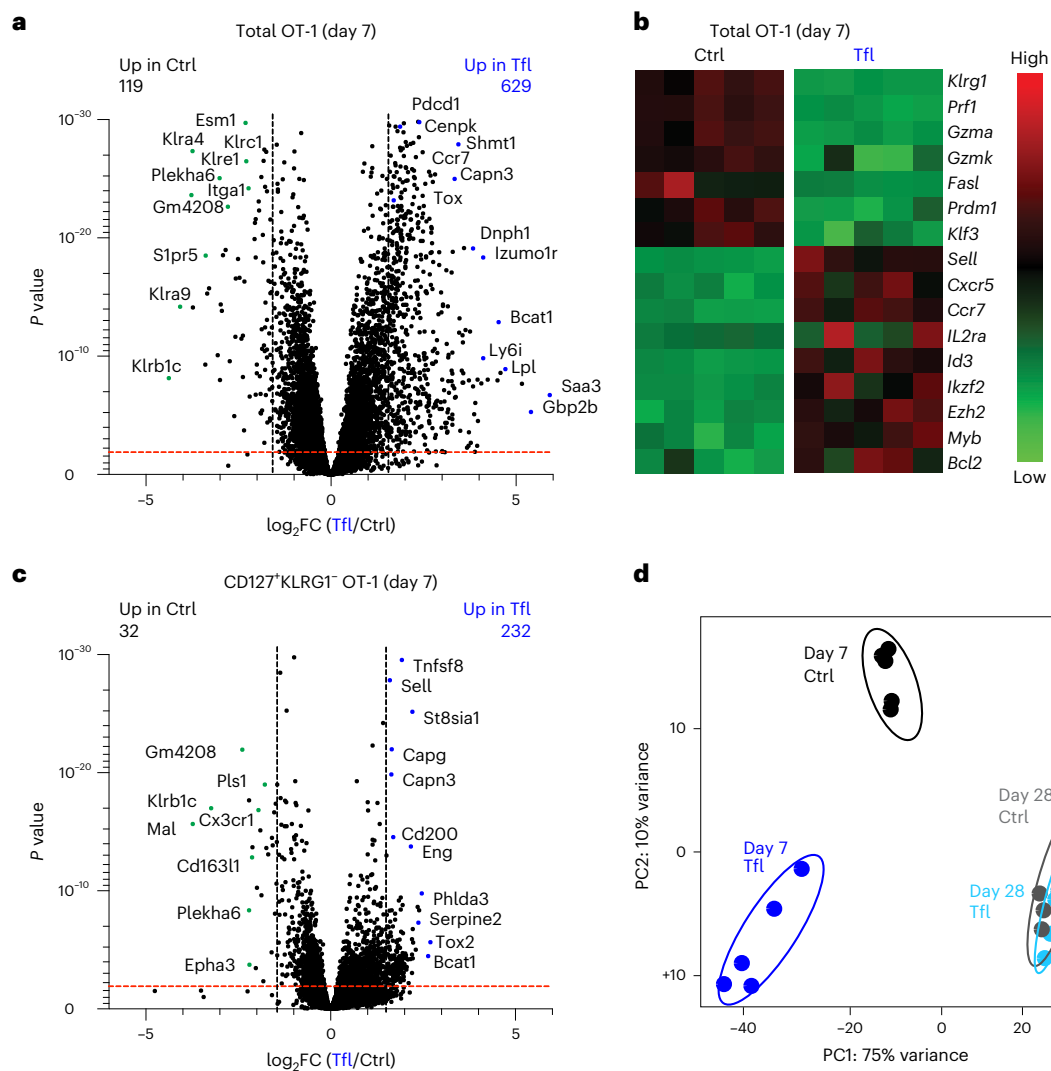 a
Total OT-1 (day 7)
Up in Ctrl
119
Up in Tfl
629
10⁻³⁰
10⁻²⁰
10⁻¹⁰
0
P value
Esm1
Klra4
Klrc1
Klre1
Plekha6
Itga1
Gm4208
S1pr5
Klra9
Klrb1c
Pdcd1
Cenpk
Shmt1
Ccr7
Capn3
Tox
Dnph1
Izumo1r
Bcat1
Ly6i
Lpl
Saa3
Gbp2b
−5
0
5
log₂FC (Tfl/Ctrl)
b
Total OT-1 (day 7)
Ctrl
Tfl
High
Low
Klrg1
Prf1
Gzma
Gzmk
Fasl
Prdm1
Klf3
Sell
Cxcr5
Ccr7
IL2ra
Id3
Ikzf2
Ezh2
Myb
Bcl2
c
CD127⁺KLRG1⁻ OT-1 (day 7)
Up in Ctrl
32
Up in Tfl
232
10⁻³⁰
10⁻²⁰
10⁻¹⁰
0
P value
Gm4208
Pls1
Klrb1c
Mal
Cx3cr1
Cd163l1
Plekha6
Epha3
Tnfsf8
Sell
St8sia1
Capg
Capn3
Cd200
Eng
Phlda3
Serpine2
Tox2
Bcat1
−5
0
5
log₂FC (Tfl/Ctrl)
d
Day 7
Ctrl
Day 7
Tfl
Day 28
Ctrl
Day 28
Tfl
10
0
+10
PC2: 10% variance
−40
−20
0
20
PC1: 75% variance